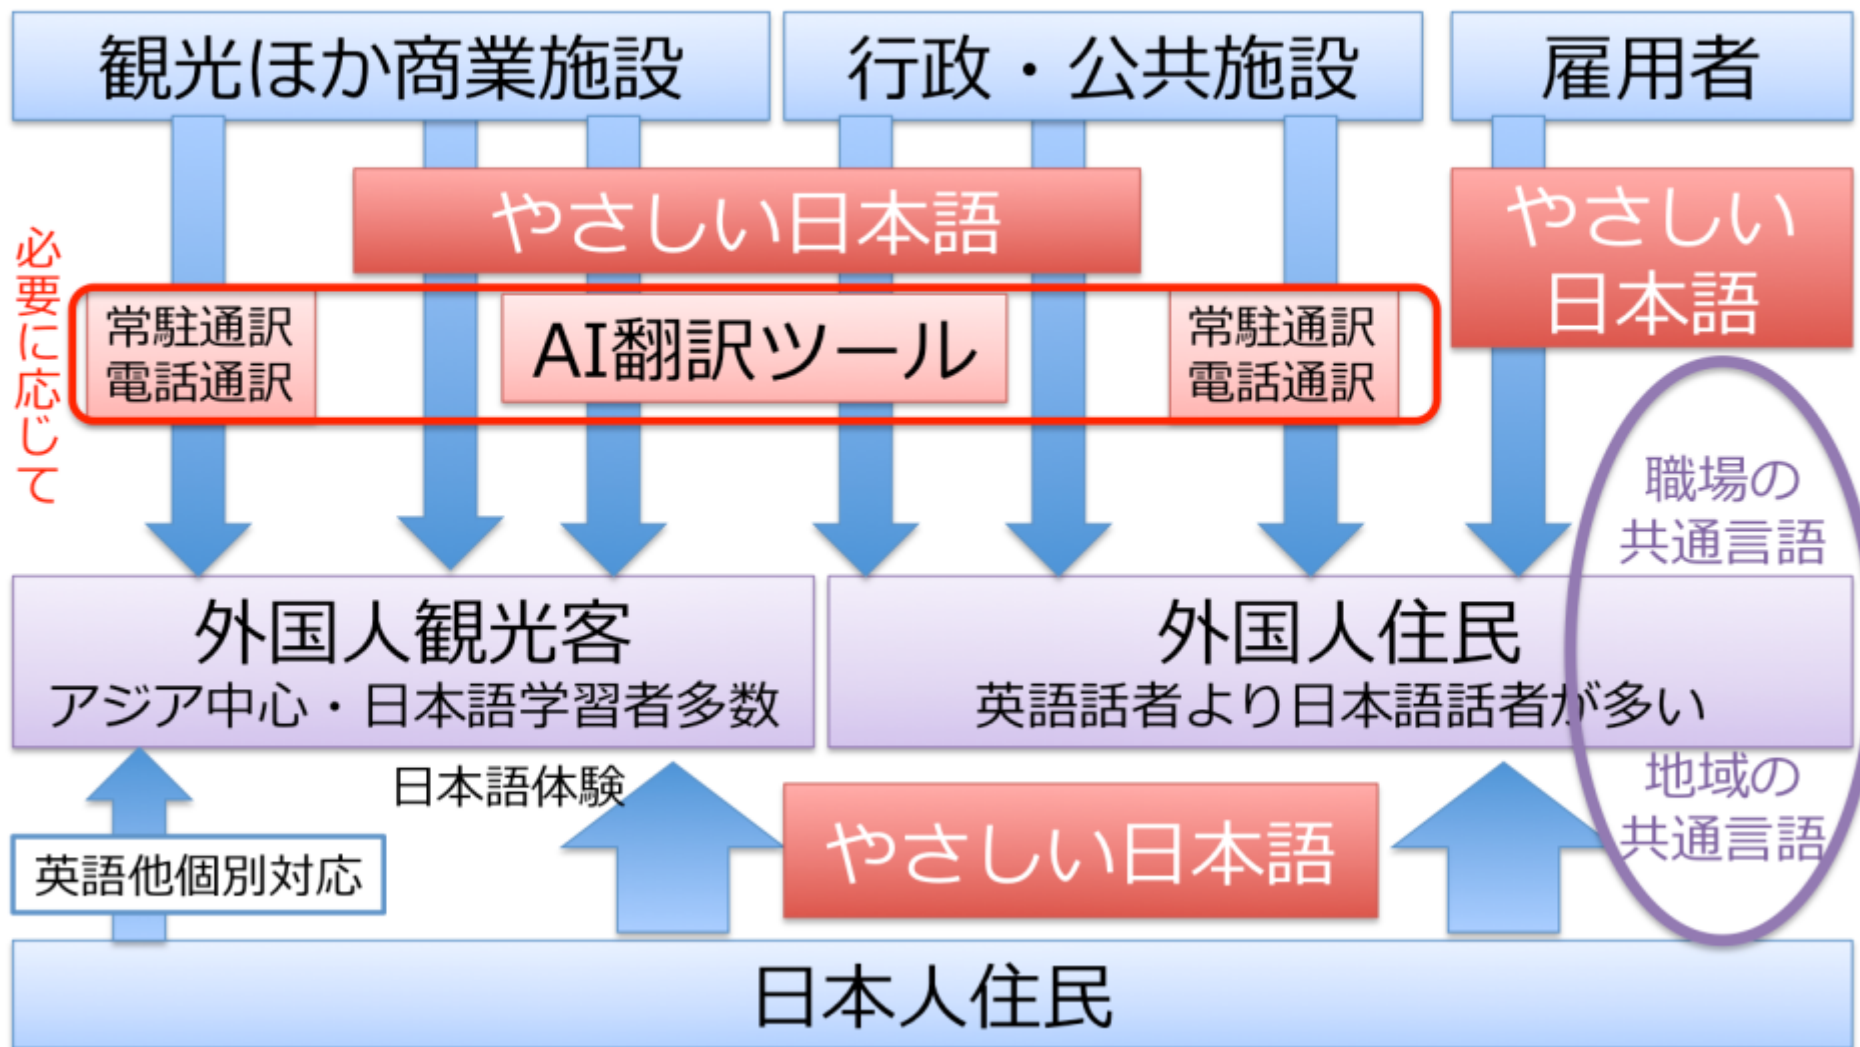 観光ほか商業施設
行政・公共施設
雇用者
やさしい日本語
やさしい
日本語
必要に応じて
常駐通訳
電話通訳
AI翻訳ツール
常駐通訳
電話通訳
職場の
共通言語
外国人観光客
アジア中心・日本語学習者多数
外国人住民
英語話者より日本語話者が多い
日本語体験
地域の
共通言語
英語他個別対応
やさしい日本語
日本人住民